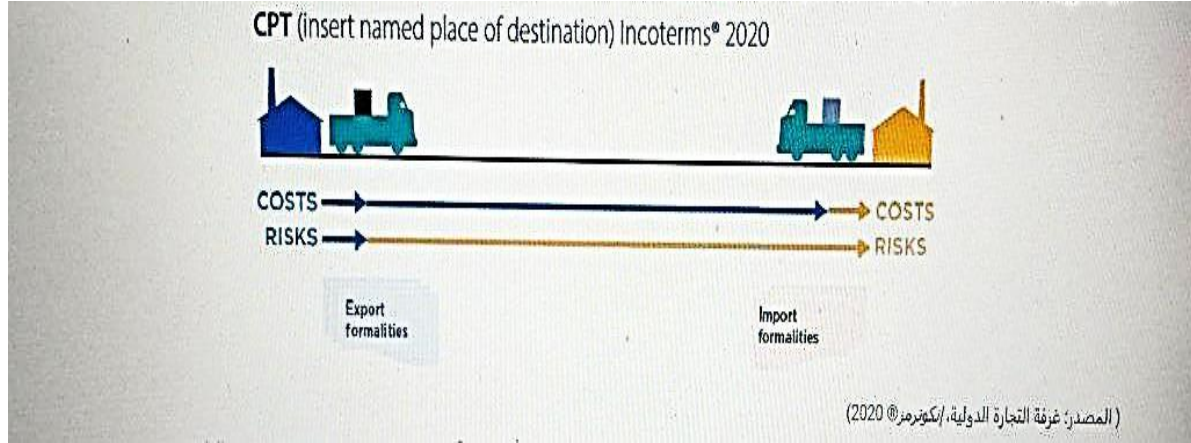 CPT (insert named place of destination) Incoterms® 2020
COSTS COSTS
RISKS RISKS
Export
formalities
Import
formalities
(المصدر: غرفة التجارة الدولية، إنكوترمز® 2020)